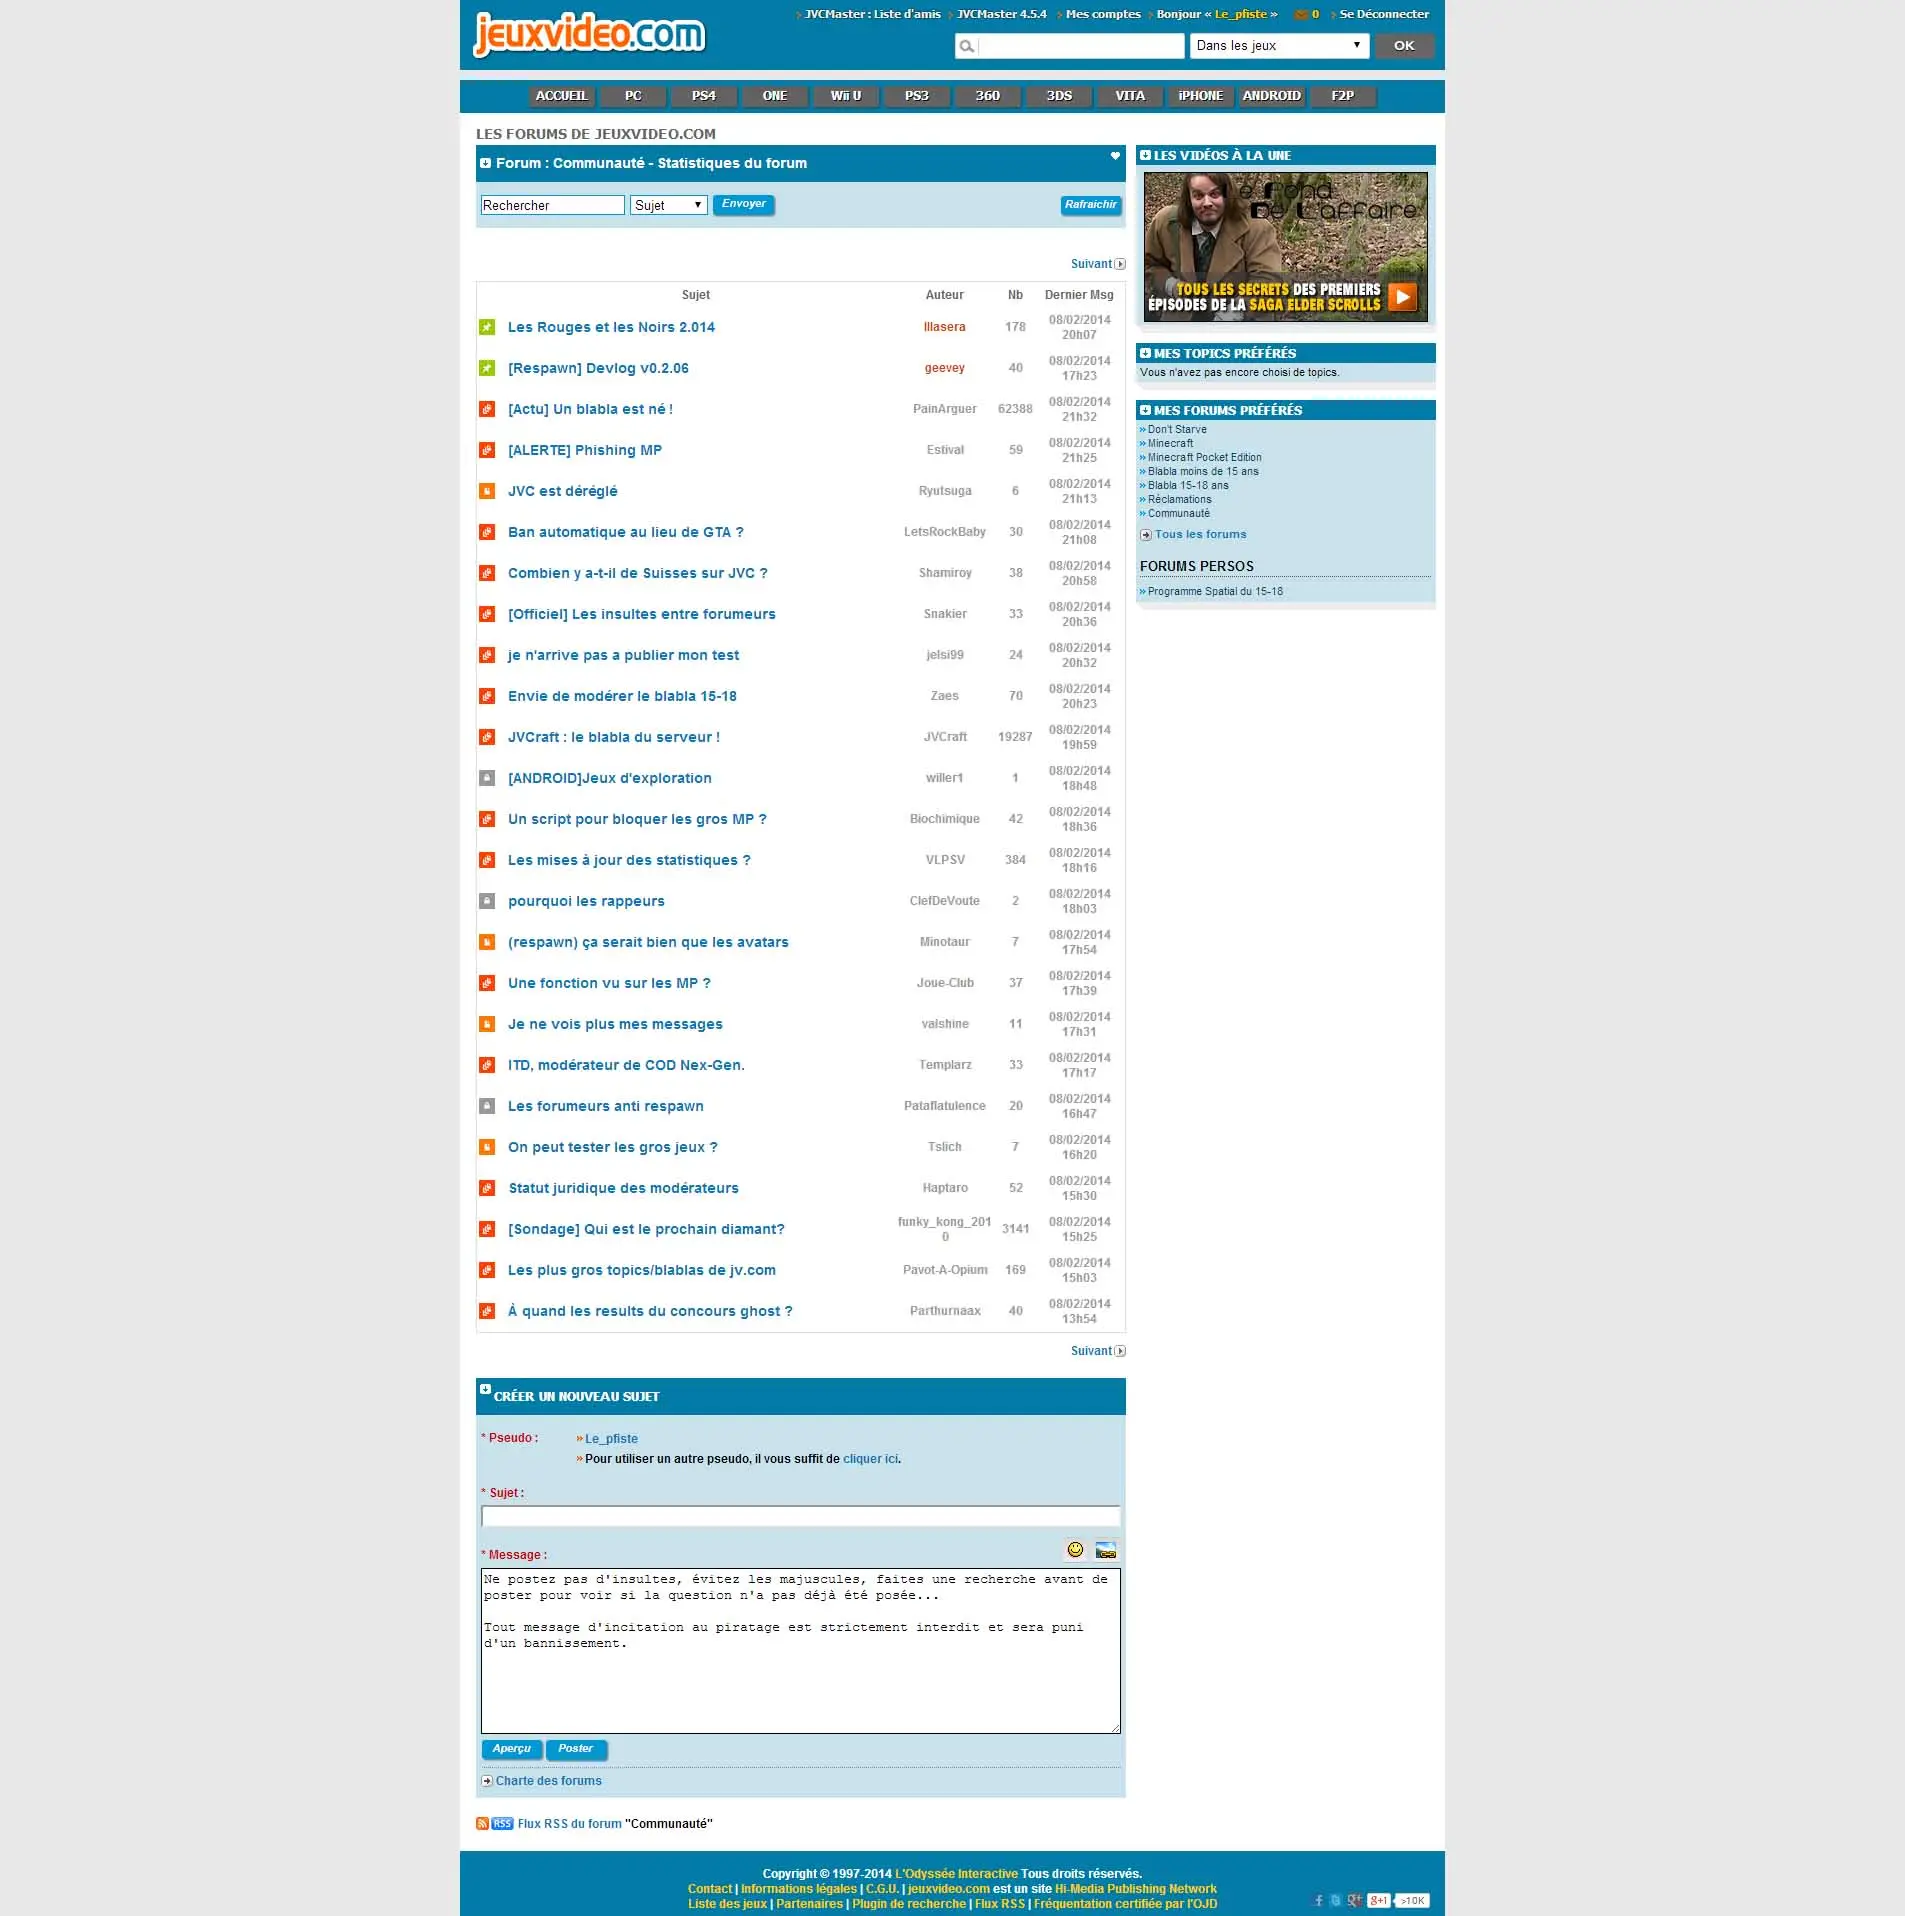 jeuxvideo.com
JVCMaster : Liste d'amis JVCMaster 4.5.4 Mes comptes Bonjour « Le_pfiste » 0 Se Déconnecter
Dans les jeux OK
ACCUEIL PC PS4 ONE Wii U PS3 360 3DS VITA iPHONE ANDROID F2P
LES FORUMS DE JEUXVIDEO.COM
Forum : Communauté - Statistiques du forum
Rechercher Sujet Envoyer Rafraichir
Suivant
Sujet Auteur Nb Dernier Msg
Les Rouges et les Noirs 2.014 Illasera 178 08/02/2014 20h07
[Respawn] Devlog v0.2.06 geevey 40 08/02/2014 17h23
[Actu] Un blabla est né ! PainArguer 62388 08/02/2014 21h32
[ALERTE] Phishing MP Estival 59 08/02/2014 21h25
JVC est déréglé Ryutsuga 6 08/02/2014 21h13
Ban automatique au lieu de GTA ? LetsRockBaby 30 08/02/2014 21h08
Combien y a-t-il de Suisses sur JVC ? Shamiroy 38 08/02/2014 20h58
[Officiel] Les insultes entre forumeurs Snakier 33 08/02/2014 20h36
je n'arrive pas a publier mon test jelsi99 24 08/02/2014 20h32
Envie de modérer le blabla 15-18 Zaes 70 08/02/2014 20h23
JVCraft : le blabla du serveur ! JVCraft 19287 08/02/2014 19h59
[ANDROID]Jeux d'exploration willer1 1 08/02/2014 18h48
Un script pour bloquer les gros MP ? Biochimique 42 08/02/2014 18h36
Les mises à jour des statistiques ? VLPSV 384 08/02/2014 18h16
pourquoi les rappeurs ClefDeVoute 2 08/02/2014 18h03
(respawn) ça serait bien que les avatars Minotaur 7 08/02/2014 17h54
Une fonction vu sur les MP ? Joue-Club 37 08/02/2014 17h39
Je ne vois plus mes messages valshine 11 08/02/2014 17h31
ITD, modérateur de COD Nex-Gen. Templarz 33 08/02/2014 17h17
Les forumeurs anti respawn Pataflatulence 20 08/02/2014 16h47
On peut tester les gros jeux ? Tslich 7 08/02/2014 16h20
Statut juridique des modérateurs Haptaro 52 08/02/2014 15h30
[Sondage] Qui est le prochain diamant? funky_kong_2010 3141 08/02/2014 15h25
Les plus gros topics/blablas de jv.com Pavot-A-Opium 169 08/02/2014 15h03
À quand les results du concours ghost ? Parthurnaax 40 08/02/2014 13h54
Suivant
LES VIDÉOS À LA UNE
Le Fond
De L'affaire
TOUS LES SECRETS DES PREMIERS
ÉPISODES DE LA SAGA ELDER SCROLLS
MES TOPICS PRÉFÉRÉS
Vous n'avez pas encore choisi de topics.
MES FORUMS PRÉFÉRÉS
Don't Starve
Minecraft
Minecraft Pocket Edition
Blabla moins de 15 ans
Blabla 15-18 ans
Réclamations
Communauté
Tous les forums
FORUMS PERSOS
Programme Spatial du 15-18
CRÉER UN NOUVEAU SUJET
* Pseudo : Le_pfiste
Pour utiliser un autre pseudo, il vous suffit de cliquer ici.
* Sujet :
* Message :
Ne postez pas d'insultes, évitez les majuscules, faites une recherche avant de
poster pour voir si la question n'a pas déjà été posée...
Tout message d'incitation au piratage est strictement interdit et sera puni
d'un bannissement.
Aperçu Poster
Charte des forums
RSS Flux RSS du forum "Communauté"
Copyright © 1997-2014 L'Odyssée Interactive Tous droits réservés.
Contact | Informations légales | C.G.U. | jeuxvideo.com est un site Hi-Media Publishing Network
Liste des jeux | Partenaires | Plugin de recherche | Flux RSS | Fréquentation certifiée par l'OJD
g+1 >10K